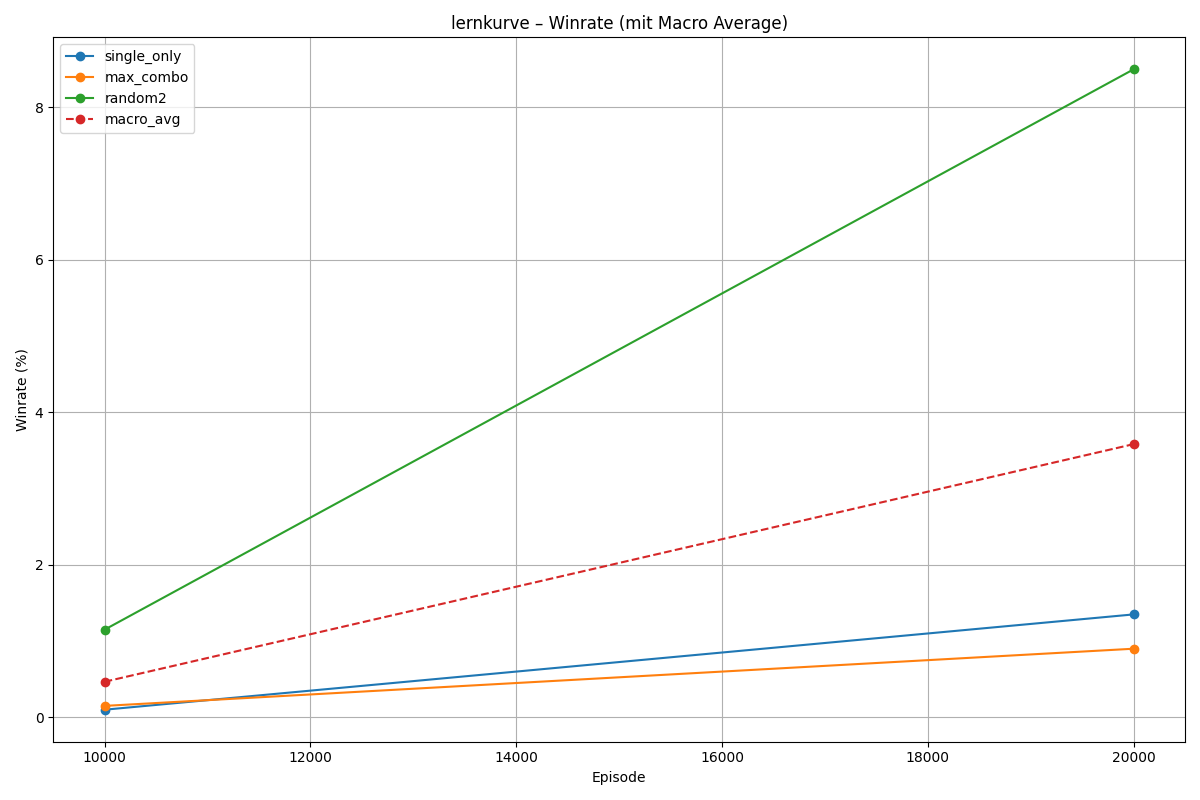 lernkurve – Winrate (mit Macro Average)
single_only
max_combo
random2
macro_avg
Winrate (%)
8
6
4
2
0
10000 12000 14000 16000 18000 20000
Episode